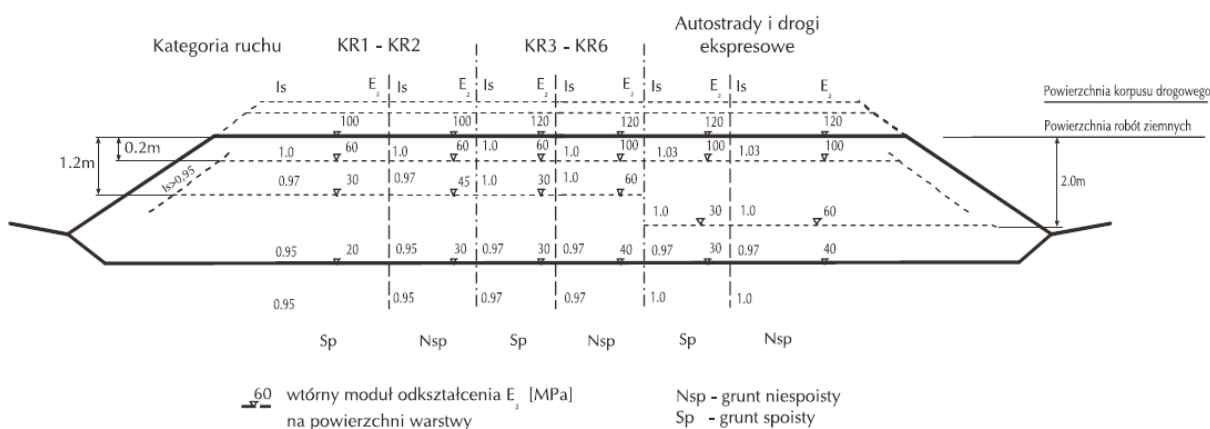 Autostrady i drogi
ekspresowe
Kategoria ruchu KR1 - KR2 KR3 - KR6
Is E₂ Is E₂ Is E₂ Is E₂ Is E₂ Is E₂
Powierzchnia korpusu drogowego
100 100 120 120 120 120
Powierzchnia robót ziemnych
0.2m
1.2m
1.0 60 1.0 60 1.0 60 1.0 100 1.03 100 1.03 100
Is>0,95
0.97 30 0.97 45 1.0 30 1.0 60
2.0m
1.0 30 1.0 60
0.95 20 0.95 30 0.97 30 0.97 40 0.97 30 0.97 40
0.95 0.95 0.97 0.97 1.0 1.0
Sp Nsp Sp Nsp Sp Nsp
60 wtórny moduł odkształcenia E₂ [MPa]
na powierzchni warstwy
Nsp - grunt niespoisty
Sp - grunt spoisty